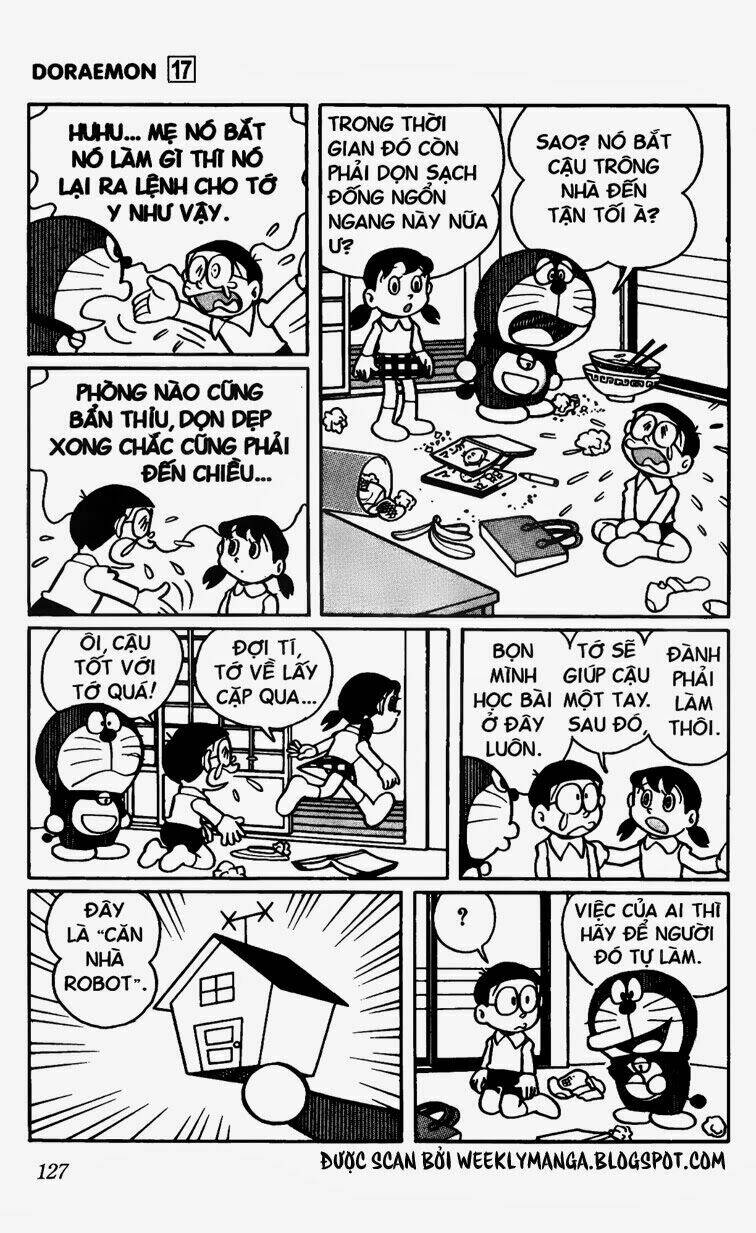 DORAEMON 17
SAO? NÓ BẮT
CẬU TRÔNG
NHÀ ĐẾN
TẬN TỐI À?
TRONG THỜI
GIAN ĐÓ CÒN
PHẢI DỌN SẠCH
ĐỐNG NGỔN
NGANG NÀY NỮA
Ư?
HUHU... MẸ NÓ BẮT
NÓ LÀM GÌ THÌ NÓ
LẠI RA LỆNH CHO TỚ
Y NHƯ VẬY.
PHÒNG NÀO CŨNG
BẨN THỈU, DỌN DẸP
XONG CHẮC CŨNG PHẢI
ĐẾN CHIỀU...
ĐÀNH
PHẢI
LÀM
THÔI.
TỚ SẼ
GIÚP CẬU
MỘT TAY.
SAU ĐÓ,
BỌN
MÌNH
HỌC BÀI
Ở ĐÂY
LUÔN.
ĐỢI TÍ,
TỚ VỀ LẤY
CẶP QUA...
ÔI, CẬU
TỐT VỚI
TỚ QUÁ!
VIỆC CỦA AI THÌ
HÃY ĐỂ NGƯỜI
ĐÓ TỰ LÀM.
?
ĐÂY
LÀ “CĂN
NHÀ
ROBOT”.
127
ĐƯỢC SCAN BỞI WEEKLYMANGA.BLOGSPOT.COM